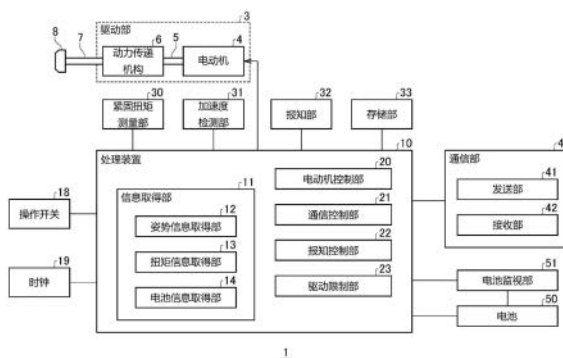 3
驱动部
8
7
6
动力传递机构
5
4
电动机
30
紧固扭矩测量部
31
加速度检测部
32
报知部
33
存储部
10
处理装置
11
信息取得部
12
姿势信息取得部
13
扭矩信息取得部
14
电池信息取得部
20
电动机控制部
21
通信控制部
22
报知控制部
23
驱动限制部
18
操作开关
19
时钟
4
通信部
41
发送部
42
接收部
51
电池监视部
50
电池
1